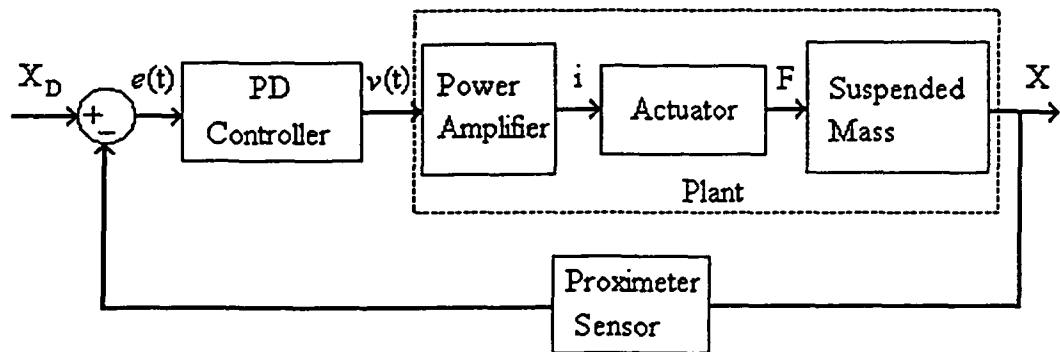 X_D
e(t)
PD
Controller
v(t)
Power
Amplifier
i
Actuator
F
Suspended
Mass
X
Plant
Proximeter
Sensor